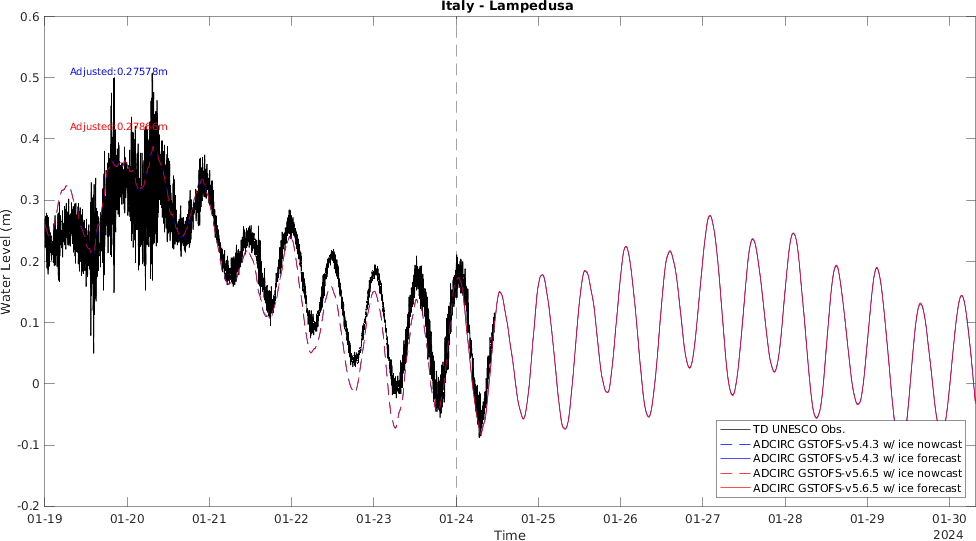 Italy - Lampedusa
0.6
0.5
0.4
0.3
0.2
0.1
0
-0.1
-0.2
Water Level (m)
Adjusted:0.27578m
TD UNESCO Obs.
ADCIRC GSTOFS-v5.4.3 w/ ice nowcast
ADCIRC GSTOFS-v5.4.3 w/ ice forecast
ADCIRC GSTOFS-v5.6.5 w/ ice nowcast
ADCIRC GSTOFS-v5.6.5 w/ ice forecast
01-19 01-20 01-21 01-22 01-23 01-24 01-25 01-26 01-27 01-28 01-29 01-30
2024
Time